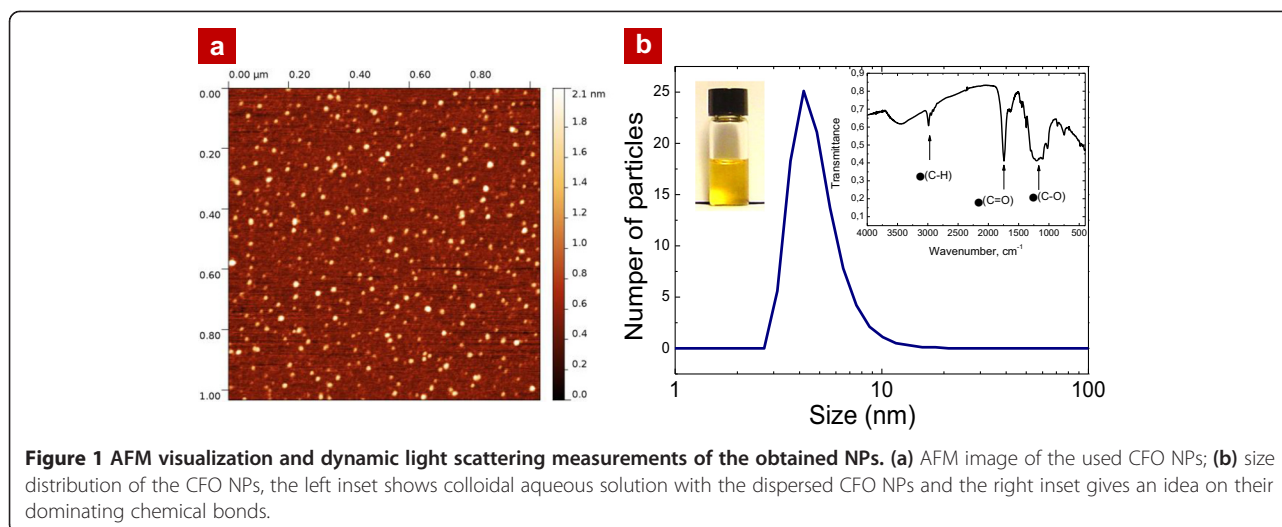 a
0.00 µm 0.20 0.40 0.60 0.80
0.00
0.20
0.40
0.60
0.80
1.00
2.1 nm
1.8
1.6
1.4
1.2
1.0
0.8
0.6
0.4
0.2
0.0
b
Numper of particles
25
20
15
10
5
0
1 10 100
Size (nm)
Transmittance
0,9
0,8
0,7
0,6
0,5
0,4
0,3
0,2
0,1
●(C-H)
●(C=O)
●(C-O)
4000 3500 3000 2500 2000 1500 1000 500
Wavenumber, cm⁻¹
Figure 1 AFM visualization and dynamic light scattering measurements of the obtained NPs. (a) AFM image of the used CFO NPs; (b) size
distribution of the CFO NPs, the left inset shows colloidal aqueous solution with the dispersed CFO NPs and the right inset gives an idea on their
dominating chemical bonds.